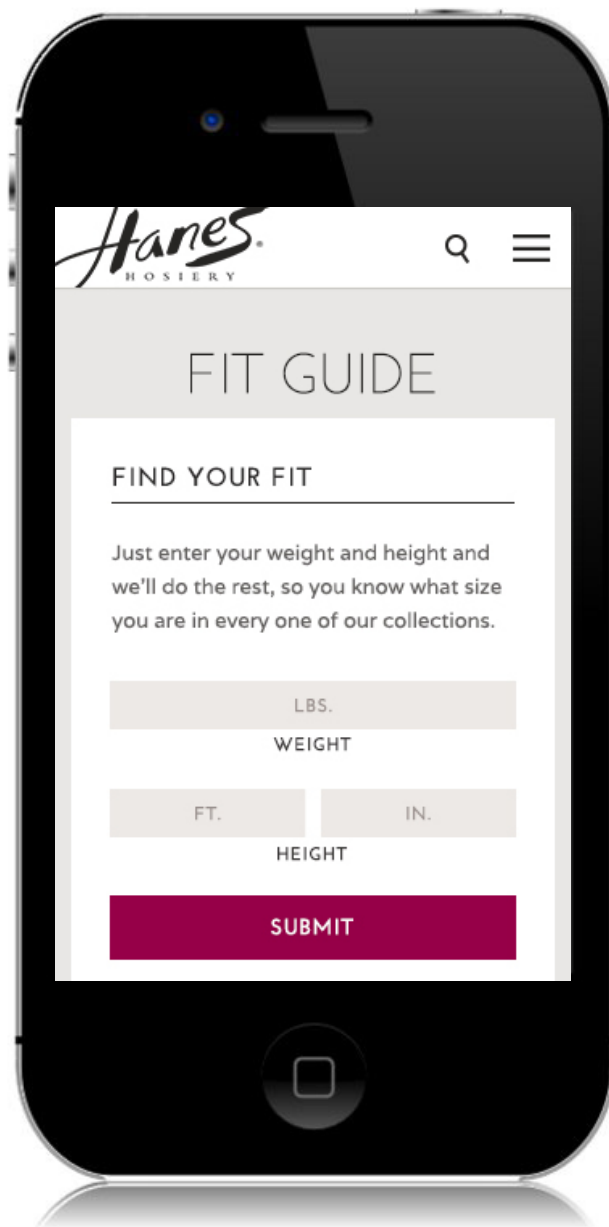 Hanes®
HOSIERY
FIT GUIDE
FIND YOUR FIT
Just enter your weight and height and
we'll do the rest, so you know what size
you are in every one of our collections.
LBS.
WEIGHT
FT. IN.
HEIGHT
SUBMIT